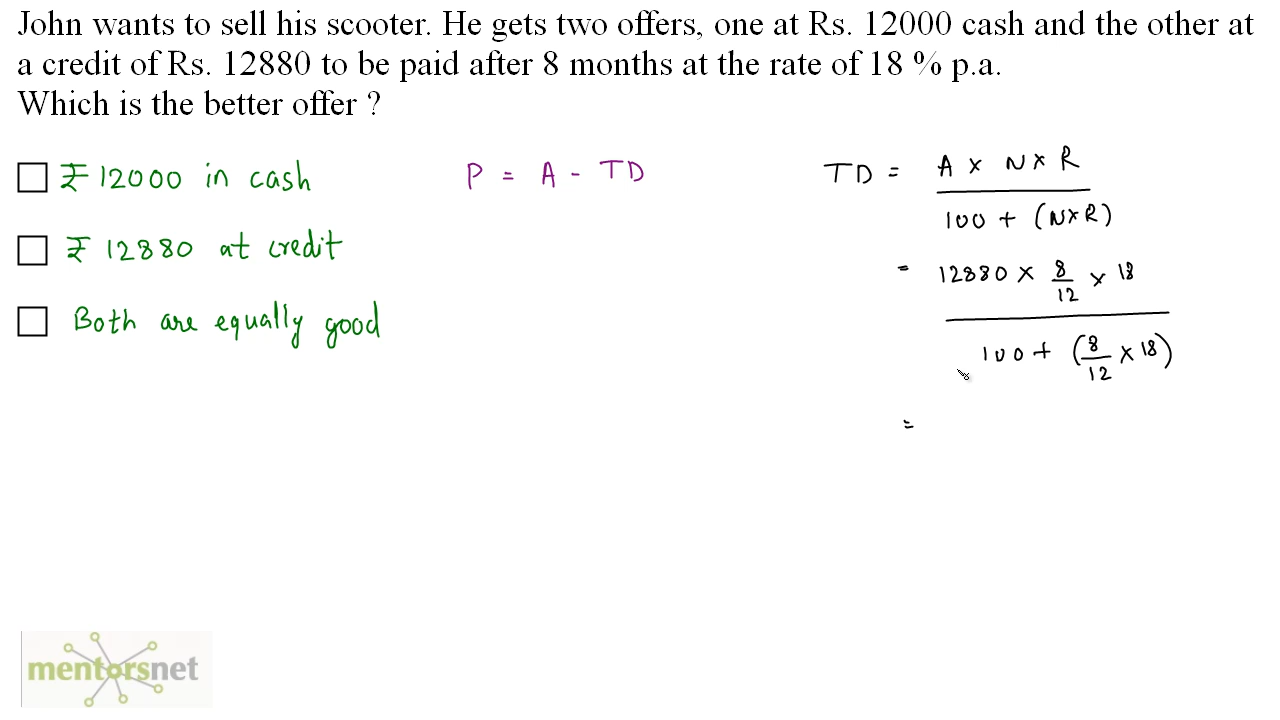 John wants to sell his scooter. He gets two offers, one at Rs. 12000 cash and the other at
a credit of Rs. 12880 to be paid after 8 months at the rate of 18 % p.a.
Which is the better offer ?
₹ 12000 in cash
₹ 12880 at credit
Both are equally good
P = A - TD
TD = A × N × R / 100 + (N×R)
= 12880 × 8/12 × 18 / 100 + (8/12 × 18)
=
mentorsnet